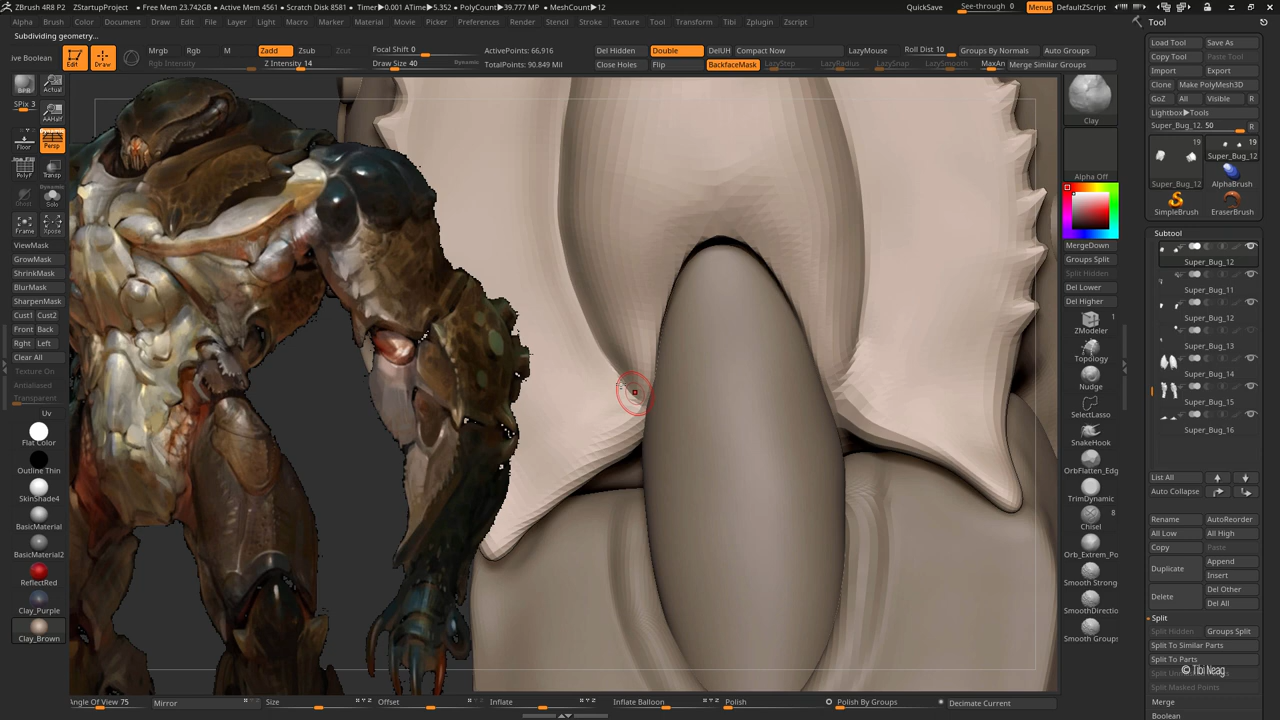 ZBrush 4R8 P2 ZStartupProject • Free Mem 23.742GB • Active Mem 4561 • Scratch Disk 8581 • Timer▶0.001 ATime▶5.352 • PolyCount▶39.777 MP • MeshCount▶12 QuickSave See-through 0 Menus DefaultZScript
Alpha Brush Color Document Draw Edit File Layer Light Macro Marker Material Movie Picker Preferences Render Stencil Stroke Texture Tool Transform Tibi Zplugin Zscript
Subdividing geometry...
ive Boolean Edit Draw
Mrgb Rgb M Zadd Zsub Zcut Focal Shift 0 ActivePoints: 66,916 Del Hidden Double DelUH Compact Now LazyMouse Roll Dist 10 Groups By Normals Auto Groups
Rgb Intensity Z Intensity 14 Draw Size 40 Dynamic TotalPoints: 90.849 Mil Close Holes Flip BackfaceMask LazyStep LazyRadius LazySnap LazySmooth MaxAn Merge Similar Groups
BPR Actual
SPix 3 AAHalf
Floor Dynamic Persp
PolyF Transp
Ghost Dynamic Solo
Frame Xpose
ViewMask
GrowMask
ShrinkMask
BlurMask
SharpenMask
Cust1 Cust2
Front Back
Rght Left
Clear All
Texture On
Antialiased
Transparent
Uv
Flat Color
Outline Thin
SkinShade4
BasicMaterial
BasicMaterial2
ReflectRed
Clay_Purple
Clay_Brown
Angle Of View 75 Mirror Size Offset Inflate Inflate Balloon Polish Polish By Groups Decimate Current
Clay
Alpha Off
MergeDown
Groups Split
Split Hidden
Del Lower
Del Higher
1
ZModeler
Topology
Nudge
SelectLasso
SnakeHook
OrbFlatten_Edg
TrimDynamic
8
Chisel
Orb_Extrem_Po
Smooth Strong
SmoothDirectio
Smooth Groups
Tool
Load Tool Save As
Copy Tool Paste Tool
Import Export
Clone Make PolyMesh3D
GoZ All Visible R
Lightbox▶Tools
Super_Bug_12. 50 R
19 19
Super_Bug_12
Super_Bug_12 AlphaBrush
SimpleBrush EraserBrush
Subtool
Super_Bug_12
Super_Bug_11
Super_Bug_12
Super_Bug_13
Super_Bug_14
Super_Bug_15
Super_Bug_16
List All
Auto Collapse
Rename AutoReorder
All Low All High
Copy Paste
Duplicate Append
Insert
Delete Del Other
Del All
Split
Split Hidden Groups Split
Split To Similar Parts
Split To Parts
© Tibi Neag
Split Masked Points
Merge
Boolean